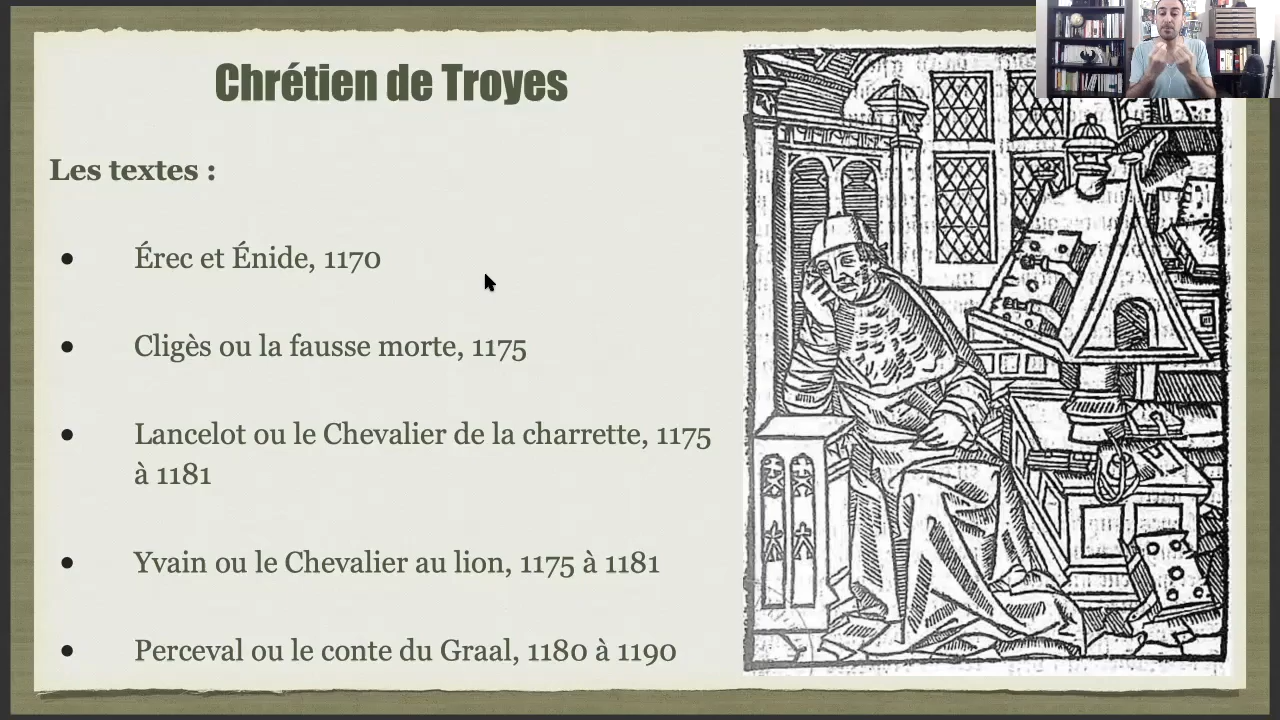 Chrétien de Troyes
Les textes :
• Érec et Énide, 1170
• Cligès ou la fausse morte, 1175
• Lancelot ou le Chevalier de la charrette, 1175
à 1181
• Yvain ou le Chevalier au lion, 1175 à 1181
• Perceval ou le conte du Graal, 1180 à 1190